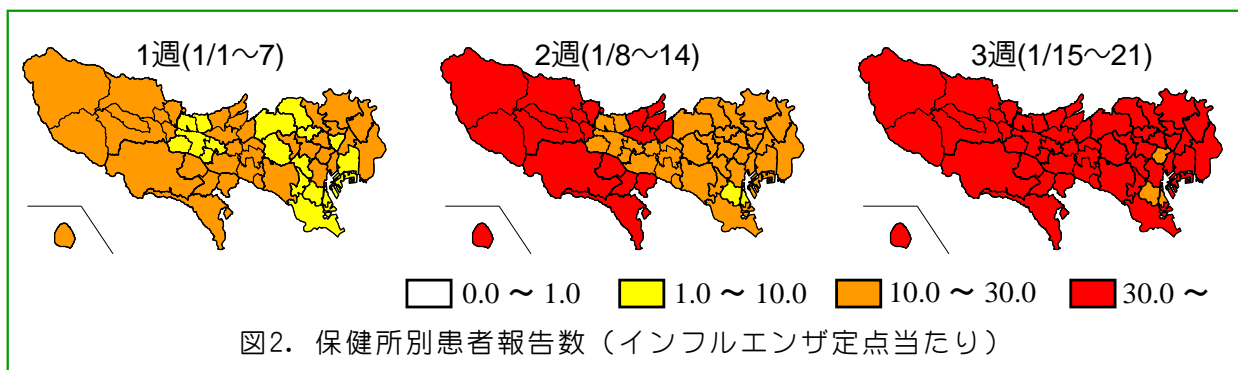 1週(1/1～7)
2週(1/8～14)
3週(1/15～21)
0.0 ～ 1.0
1.0 ～ 10.0
10.0 ～ 30.0
30.0 ～
図2. 保健所別患者報告数（インフルエンザ定点当たり）